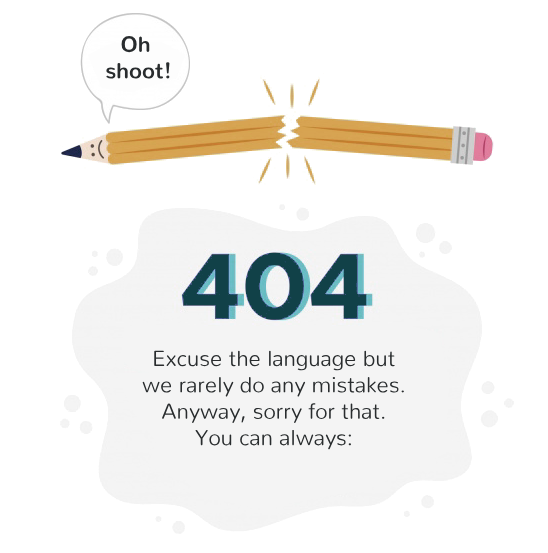 Oh
shoot!
404
Excuse the language but
we rarely do any mistakes.
Anyway, sorry for that.
You can always: